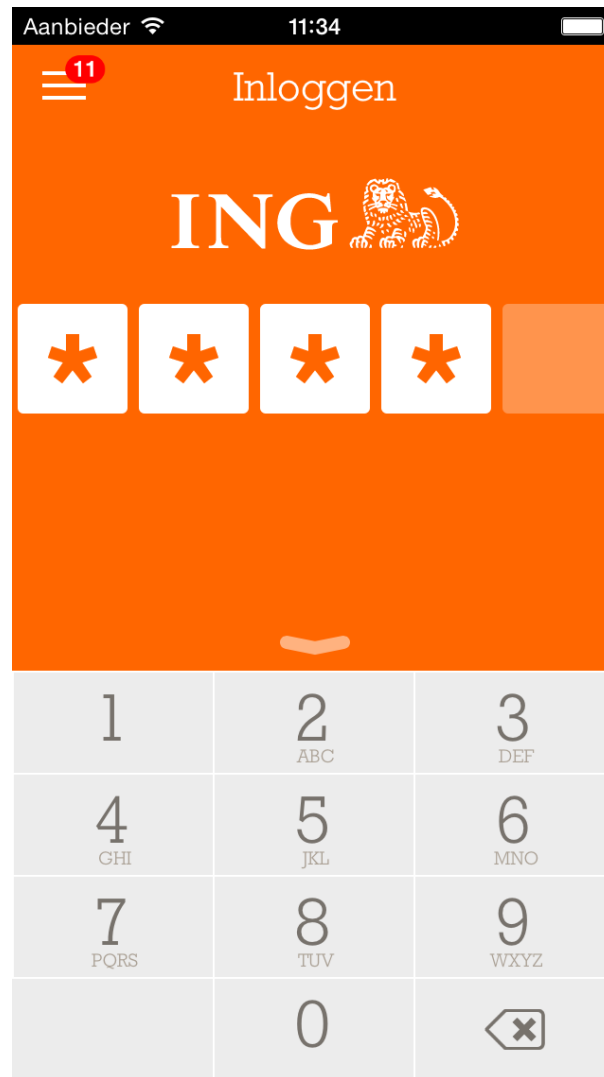 Aanbieder 11:34
11
Inloggen
ING
* * * *
1 2 3
ABC DEF
4 5 6
GHI JKL MNO
7 8 9
PQRS TUV WXYZ
0